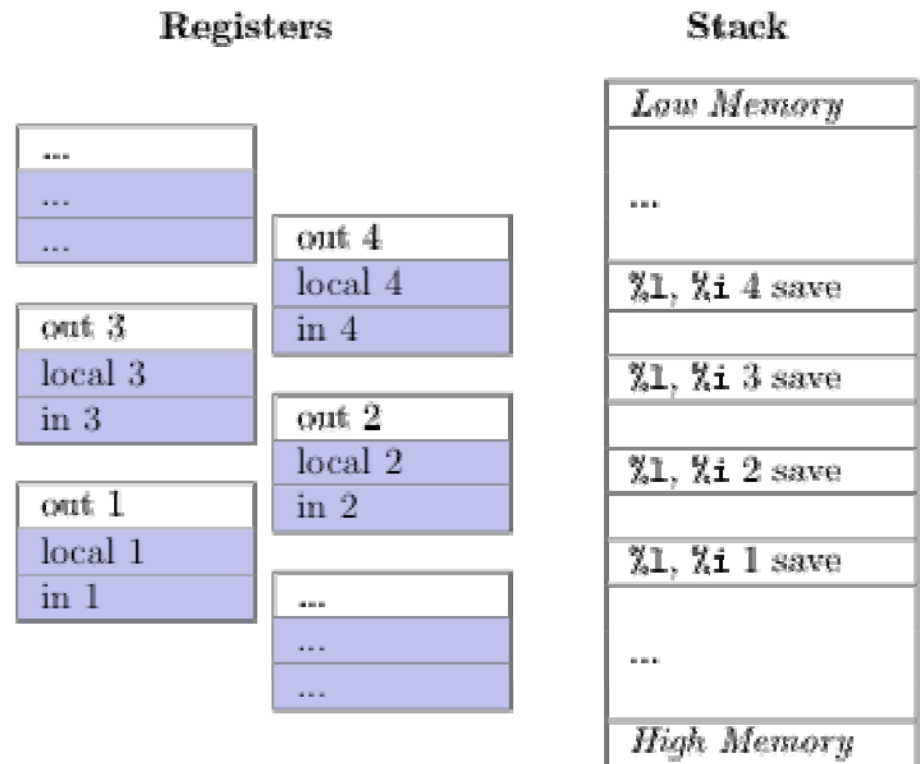 Registers
...
...
...
out 3
local 3
in 3
out 1
local 1
in 1
out 4
local 4
in 4
out 2
local 2
in 2
...
...
...
Stack
Low Memory
...
%l, %i 4 save
%l, %i 3 save
%l, %i 2 save
%l, %i 1 save
...
High Memory